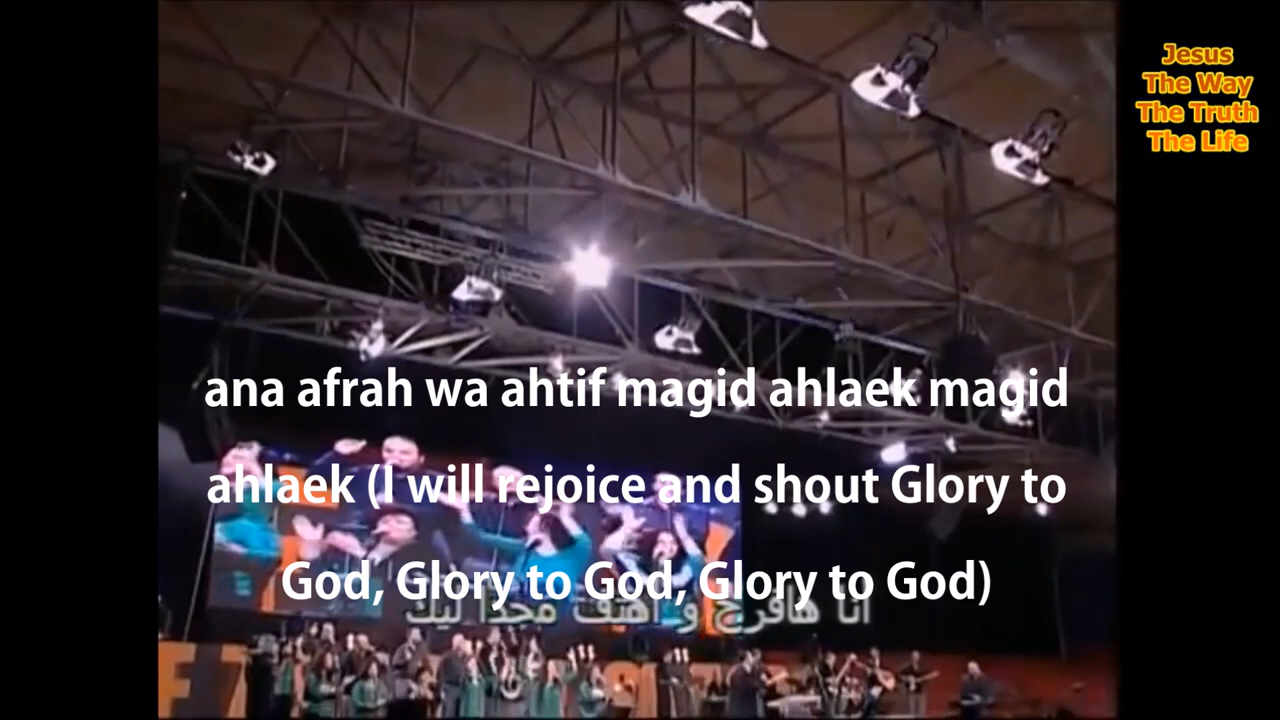 Jesus
The Way
The Truth
The Life
ana afrah wa ahtif magid ahlaek magid
ahlaek (I will rejoice and shout Glory to
God, Glory to God, Glory to God)
انا هافرح و اهتف مجدا ليك